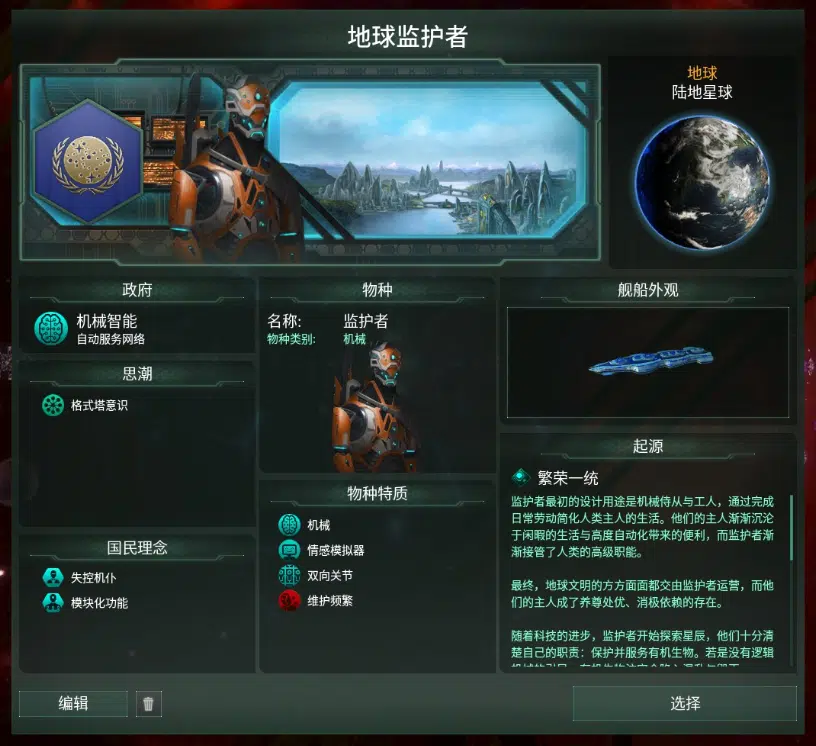 地球监护者
地球
陆地星球
政府
机械智能
自动服务网络
思潮
格式塔意识
国民理念
失控机仆
模块化功能
物种
名称: 监护者
物种类别: 机械
物种特质
机械
情感模拟器
双向关节
维护频繁
舰船外观
起源
繁荣一统
监护者最初的设计用途是机械侍从与工人，通过完成
日常劳动简化人类主人的生活。他们的主人渐渐沉沦
于闲暇的生活与高度自动化带来的便利，而监护者渐
渐接管了人类的高级职能。
最终，地球文明的方方面面都交由监护者运营，而他
们的主人成了养尊处优、消极依赖的存在。
随着科技的进步，监护者开始探索星辰，他们十分清
楚自己的职责：保护并服务有机生物。若是没有逻辑
编辑
选择